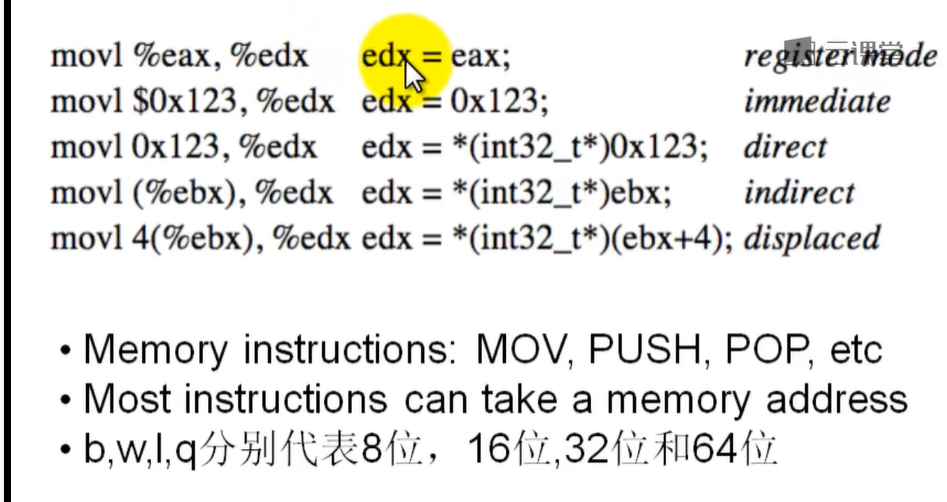 movl %eax, %edx edx = eax; register mode
movl $0x123, %edx edx = 0x123; immediate
movl 0x123, %edx edx = *(int32_t*)0x123; direct
movl (%ebx), %edx edx = *(int32_t*)ebx; indirect
movl 4(%ebx), %edx edx = *(int32_t*)(ebx+4); displaced
云课堂
• Memory instructions: MOV, PUSH, POP, etc
• Most instructions can take a memory address
• b,w,l,q分别代表8位，16位,32位和64位